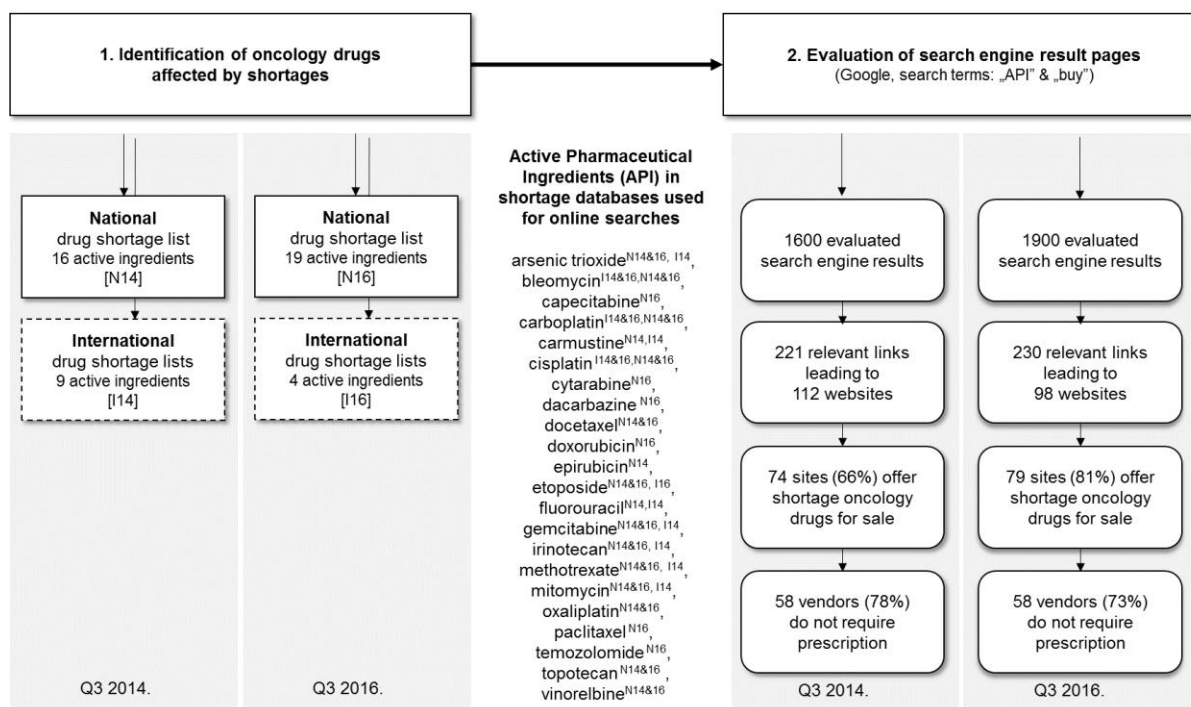 1. Identification of oncology drugs
affected by shortages
2. Evaluation of search engine result pages
(Google, search terms: „API” & „buy”)
National
drug shortage list
16 active ingredients
[N14]
International
drug shortage lists
9 active ingredients
[I14]
Q3 2014.
National
drug shortage list
19 active ingredients
[N16]
International
drug shortage lists
4 active ingredients
[I16]
Q3 2016.
Active Pharmaceutical
Ingredients (API) in
shortage databases used
for online searches
arsenic trioxideN14&16, I14,
bleomycinI14&16,N14&16,
capecitabineN16,
carboplatinI14&16,N14&16,
carmustineN14,I14,
cisplatinI14&16,N14&16,
cytarabineN16,
dacarbazineN16,
docetaxelN14&16,
doxorubicinN16,
epirubicinN14,
etoposideN14&16, I16,
fluorouracilN14,I14,
gemcitabineN14&16, I14,
irinotecanN14&16, I14,
methotrexateN14&16, I14,
mitomycinN14&16, I14,
oxaliplatinN14&16,
paclitaxelN16,
temozolomideN16,
topotecanN14&16,
vinorelbineN14&16
1600 evaluated
search engine results
221 relevant links
leading to
112 websites
74 sites (66%) offer
shortage oncology
drugs for sale
58 vendors (78%)
do not require
prescription
Q3 2014.
1900 evaluated
search engine results
230 relevant links
leading to
98 websites
79 sites (81%) offer
shortage oncology
drugs for sale
58 vendors (73%)
do not require
prescription
Q3 2016.